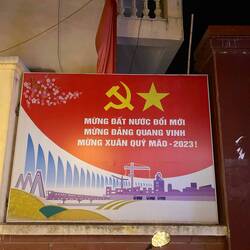 MỪNG ĐẤT NƯỚC ĐỔI MỚI
MỪNG ĐẢNG QUANG VINH
MỪNG XUÂN QUÝ MÃO - 2023!